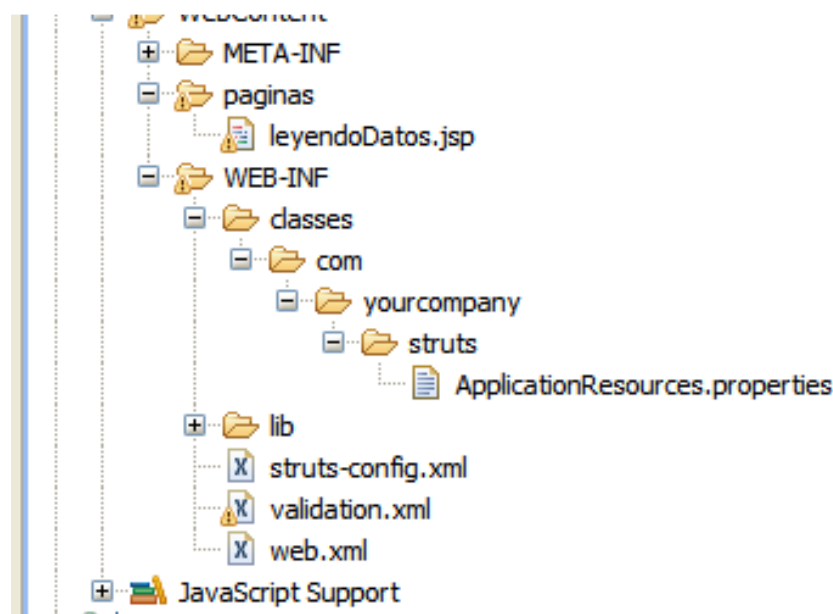 WebContent
META-INF
paginas
leyendoDatos.jsp
WEB-INF
classes
com
yourcompany
struts
ApplicationResources.properties
lib
struts-config.xml
validation.xml
web.xml
JavaScript Support